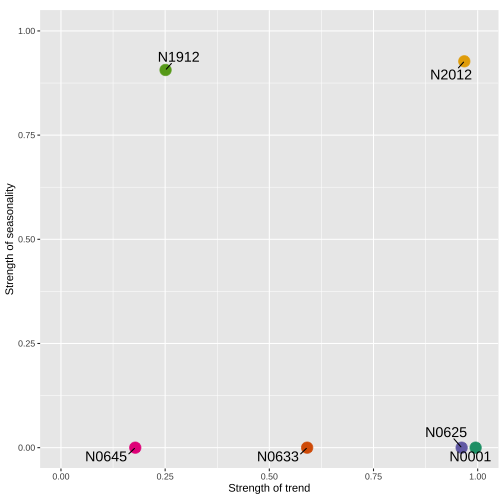 1.00
0.75
0.50
0.25
0.00
Strength of seasonality
N1912
N2012
N0625
N0645
N0633
N0001
0.00 0.25 0.50 0.75 1.00
Strength of trend